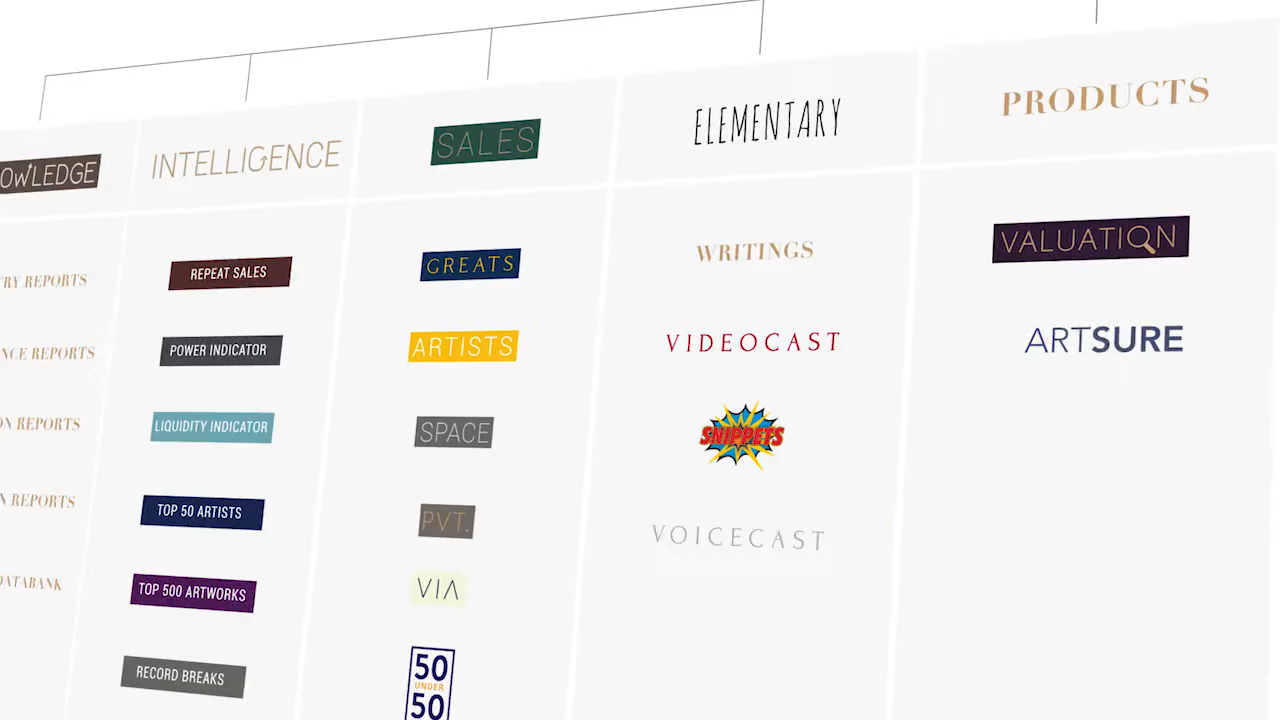 OWLEDGE
INTELLIGENCE
SALES
ELEMENTARY
PRODUCTS
TRY REPORTS
NCE REPORTS
ON REPORTS
N REPORTS
DATABANK
REPEAT SALES
POWER INDICATOR
LIQUIDITY INDICATOR
TOP 50 ARTISTS
TOP 500 ARTWORKS
RECORD BREAKS
GREATS
ARTISTS
SPACE
PVT.
VIA
50
UNDER
50
WRITINGS
VIDEOCAST
SNIPPETS
VOICECAST
VALUATION
ARTSURE